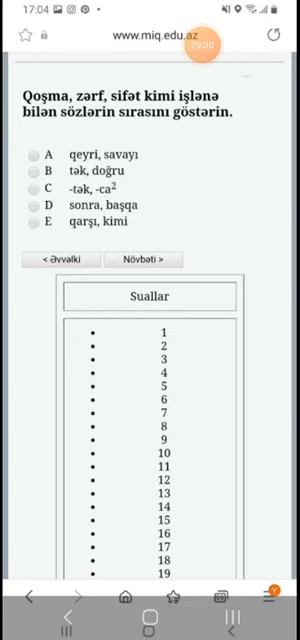 17:04
www.miq.edu.az
29:30
Qoşma, zərf, sifət kimi işlənə
bilən sözlərin sırasını göstərin.
A qeyri, savayı
B tək, doğru
C -tək, -ca²
D sonra, başqa
E qarşı, kimi
< Əvvəlki
Növbəti >
Suallar
1
2
3
4
5
6
7
8
9
10
11
12
13
14
15
16
17
18
19